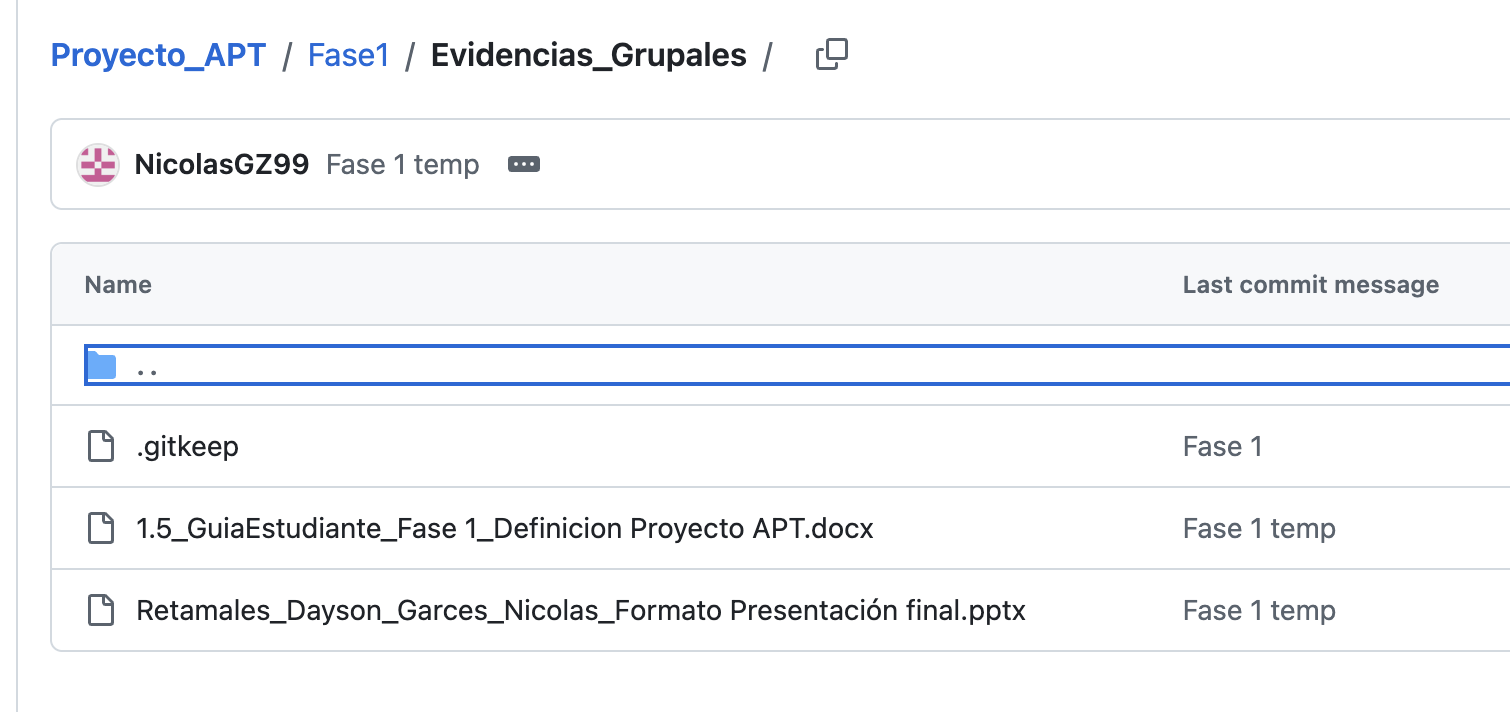 Proyecto_APT / Fase1 / Evidencias_Grupales /
NicolasGZ99 Fase 1 temp
Name Last commit message
..
.gitkeep Fase 1
1.5_GuiaEstudiante_Fase 1_Definicion Proyecto APT.docx Fase 1 temp
Retamales_Dayson_Garces_Nicolas_Formato Presentación final.pptx Fase 1 temp